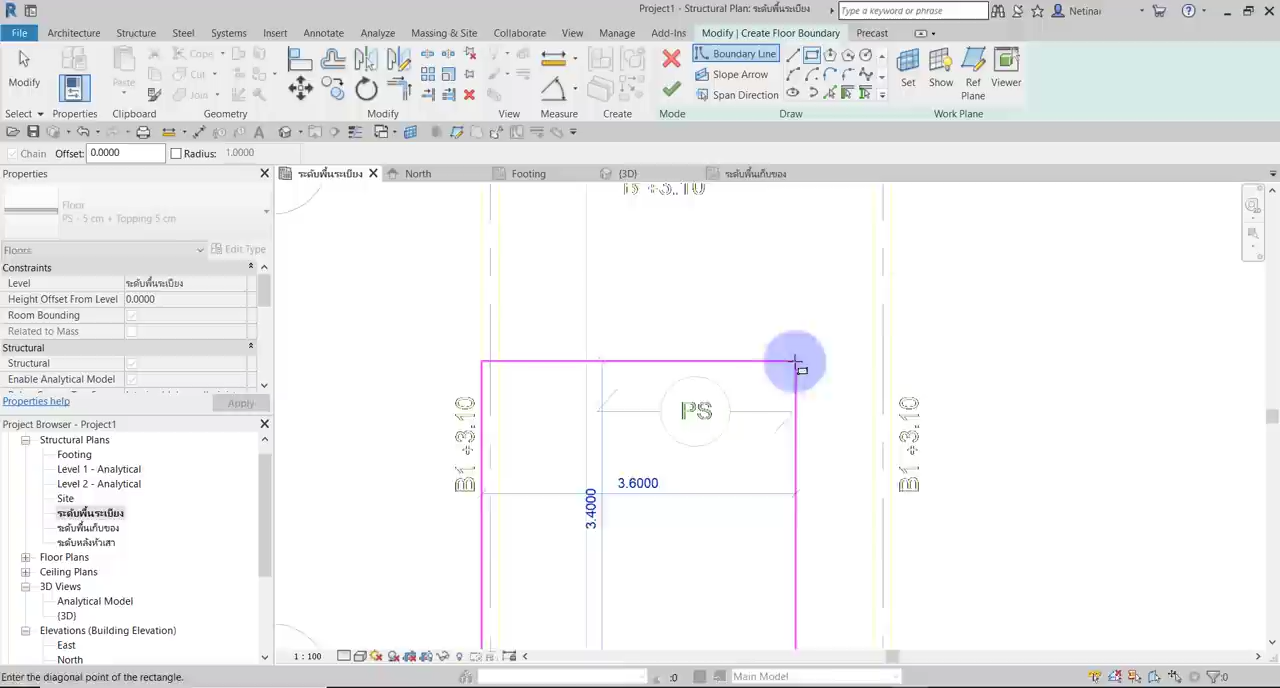 Project1 - Structural Plan: ระดับพื้นระเบียง
Type a keyword or phrase
Netinai
File Architecture Structure Steel Systems Insert Annotate Analyze Massing & Site Collaborate View Manage Add-Ins Modify | Create Floor Boundary Precast
Modify
Paste
Cope
Cut
Join
Boundary Line
Slope Arrow
Span Direction
Set
Show
Ref
Plane
Viewer
Select Properties Clipboard Geometry Modify View Measure Create Mode Draw Work Plane
Chain Offset: 0.0000 Radius: 1.0000
Properties
ระดับพื้นระเบียง North Footing {3D} ระดับพื้นเก็บของ
Floor
PS - 5 cm + Topping 5 cm
Floors Edit Type
Constraints
Level ระดับพื้นระเบียง
Height Offset From Level 0.0000
Room Bounding
Related to Mass
Structural
Structural
Enable Analytical Model
Properties help Apply
Project Browser - Project1
Structural Plans
Footing
Level 1 - Analytical
Level 2 - Analytical
Site
ระดับพื้นระเบียง
ระดับพื้นเก็บของ
ระดับหลังหัวเสา
Floor Plans
Ceiling Plans
3D Views
Analytical Model
{3D}
Elevations (Building Elevation)
East
North
B +3.10
PS
B1 +3.10
B1 +3.10
3.6000
3.4000
1 : 100
Enter the diagonal point of the rectangle.
:0
Main Model
:0